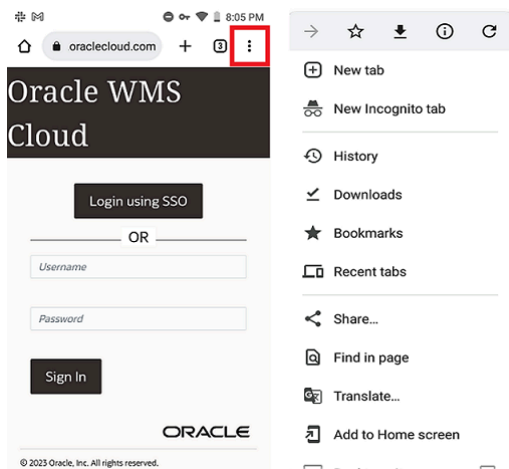 8:05 PM
oraclecloud.com
3
Oracle WMS
Cloud
Login using SSO
OR
Username
Password
Sign In
ORACLE
© 2023 Oracle, Inc. All rights reserved.
New tab
New Incognito tab
History
Downloads
Bookmarks
Recent tabs
Share...
Find in page
Translate...
Add to Home screen